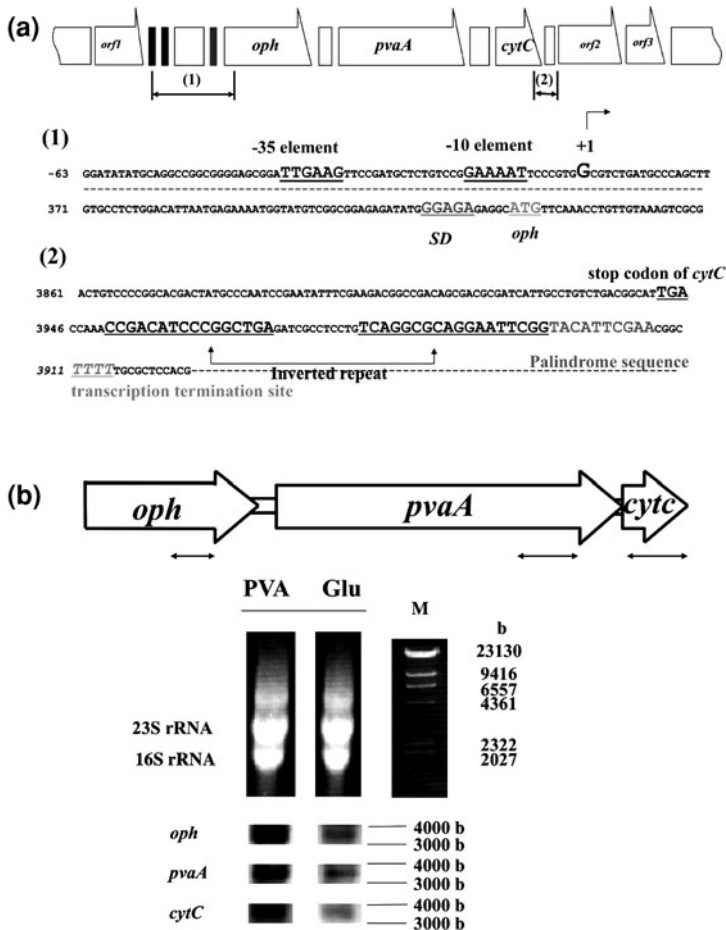 (a)
orf1 oph pvaA cytC orf2 orf3
(1) (2)
(1)
-35 element -10 element +1
-63 GGATATATGCAGGCCGGCGGGGAGCGGATTGAAGTTCCGATGCTCTGTCCGGAAAATTCCCGTGGCGTCTGATGCCCAGCTT
371 GTGCCTCTGGACATTAATGAGAAAATGGTATGTCGGCGGAGAGATATGGGAGAGAGGCATGTTCAAACCTGTTGTAAAGTCGCG
SD oph
(2)
stop codon of cytC
3861 ACTGTCCCCGGCACGACTATGCCCAATCCGAATATTTCGAAGACGGCCGACAGCGACGCGATCATTGCCTGTCTGACGGCATTTGA
3946 CCAAACCGACATCCCGGCTGAGATCGCCTCCTGTCAGGCGCAGGAATTCGGTACATTCGAACGGC
Inverted repeat
Palindrome sequence
3911 TTTTTGCGCTCCACG
transcription termination site
(b)
oph pvaA cytc
PVA Glu M
b
23130
9416
6557
4361
23S rRNA
2322
16S rRNA 2027
oph 4000 b
3000 b
pvaA 4000 b
3000 b
cytC 4000 b
3000 b